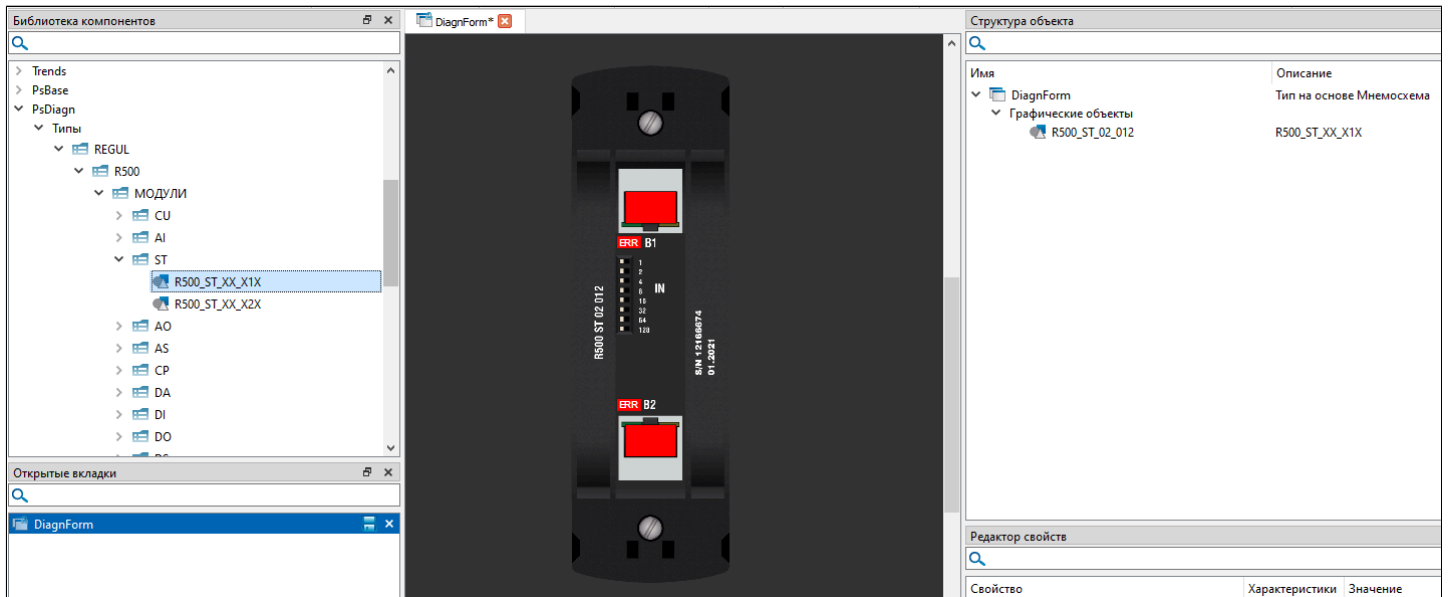 Библиотека компонентов
Trends
PsBase
PsDiagn
Типы
REGUL
R500
МОДУЛИ
CU
AI
ST
R500_ST_XX_X1X
R500_ST_XX_X2X
AO
AS
CP
DA
DI
DO
Открытые вкладки
DiagnForm
DiagnForm*
ERR B1
1
2
4
8
16
32
64
128
IN
R500 ST 02 012
S/N 12166674
01.2021
ERR B2
Структура объекта
Имя Описание
DiagnForm Тип на основе Мнемосхема
Графические объекты
R500_ST_02_012 R500_ST_XX_X1X
Редактор свойств
Свойство Характеристики Значение